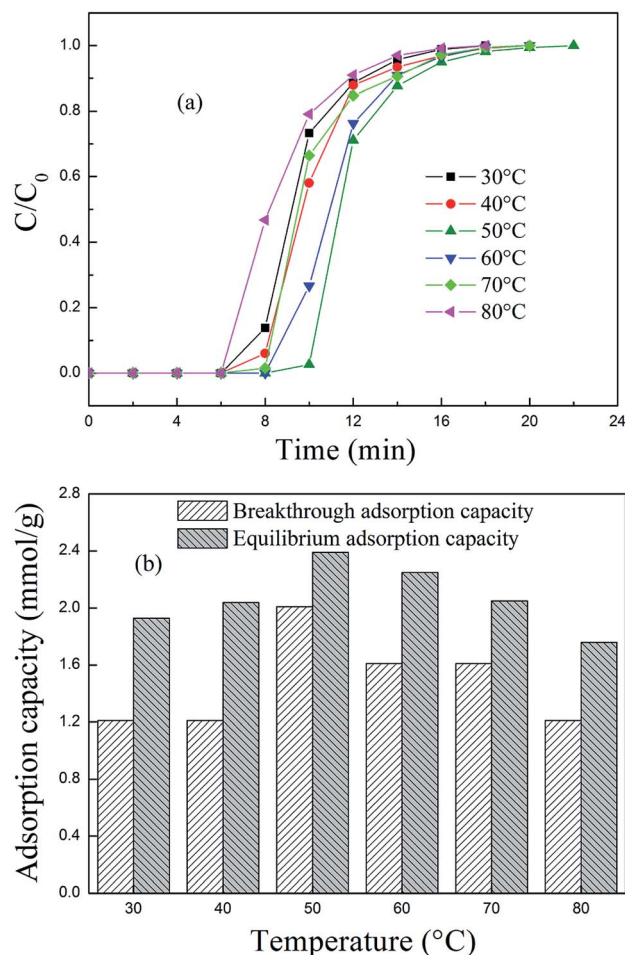 1.0
0.8
0.6
0.4
0.2
0.0
C/C0
(a)
30°C
40°C
50°C
60°C
70°C
80°C
0 4 8 12 16 20 24
Time (min)
2.8
2.4
2.0
1.6
1.2
0.8
0.4
0.0
Adsorption capacity (mmol/g)
Breakthrough adsorption capacity
Equilibrium adsorption capacity
(b)
30 40 50 60 70 80
Temperature (°C)